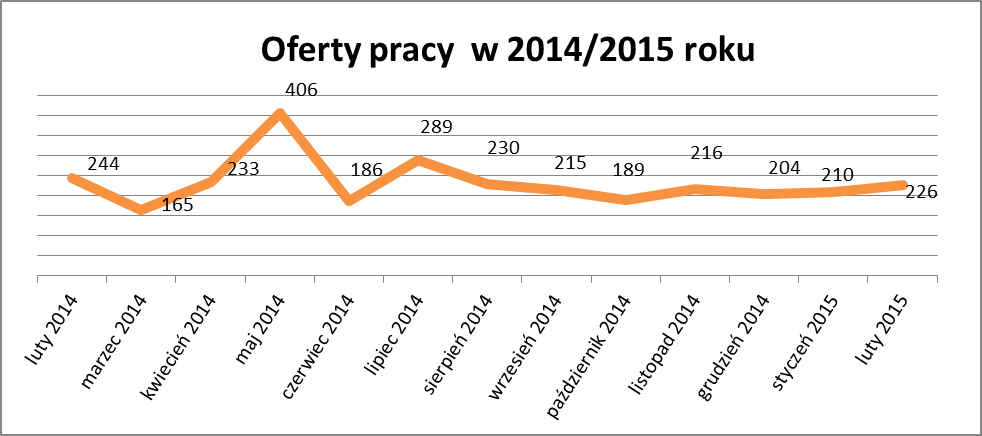 Oferty pracy  w 2014/2015 roku
406
289
244
233
186
230
215
216
189
204
210
165
226
luty 2014
marzec 2014
kwiecień 2014
maj 2014
czerwiec 2014
lipiec 2014
sierpień 2014
wrzesień 2014
październik 2014
listopad 2014
grudzień 2014
styczeń 2015
luty 2015